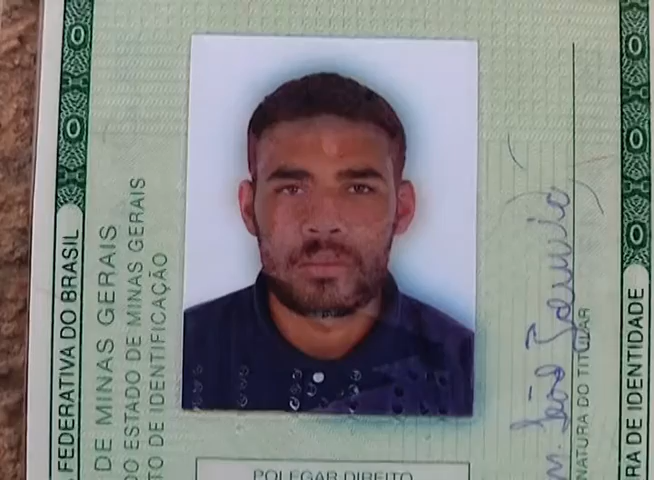 FEDERATIVA DO BRASIL
DE MINAS GERAIS
DO ESTADO DE MINAS GERAIS
TO DE IDENTIFICAÇÃO
POLEGAR DIREITO
NATURA DO TITULAR
RA DE IDENTIDADE